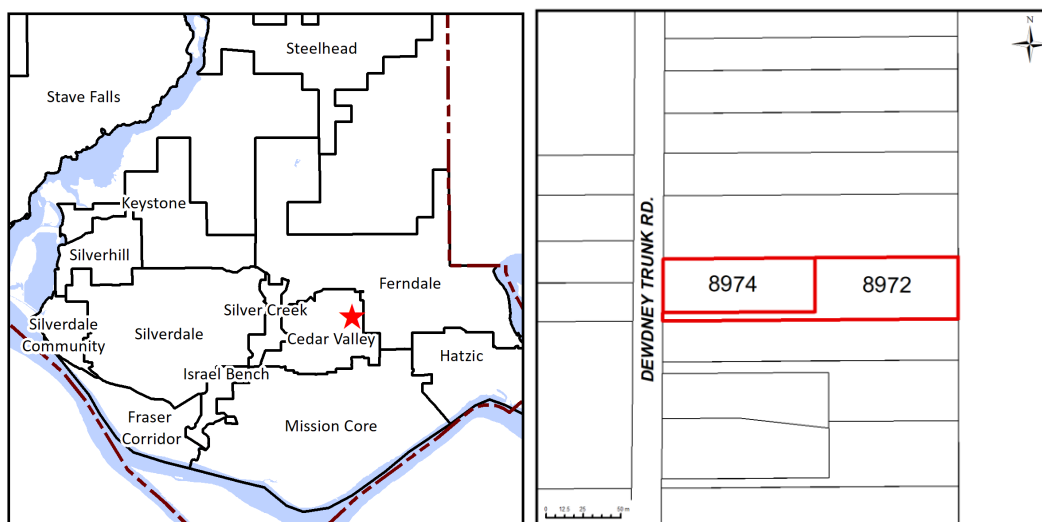 Steelhead
Stave Falls
Keystone
Silverhill
Ferndale
Silver Creek
Silverdale
Community
Silverdale
Cedar Valley
Hatzic
Israel Bench
Fraser
Corridor
Mission Core
N
DEWDNEY TRUNK RD.
8974
8972
0 12.5 25 50 m